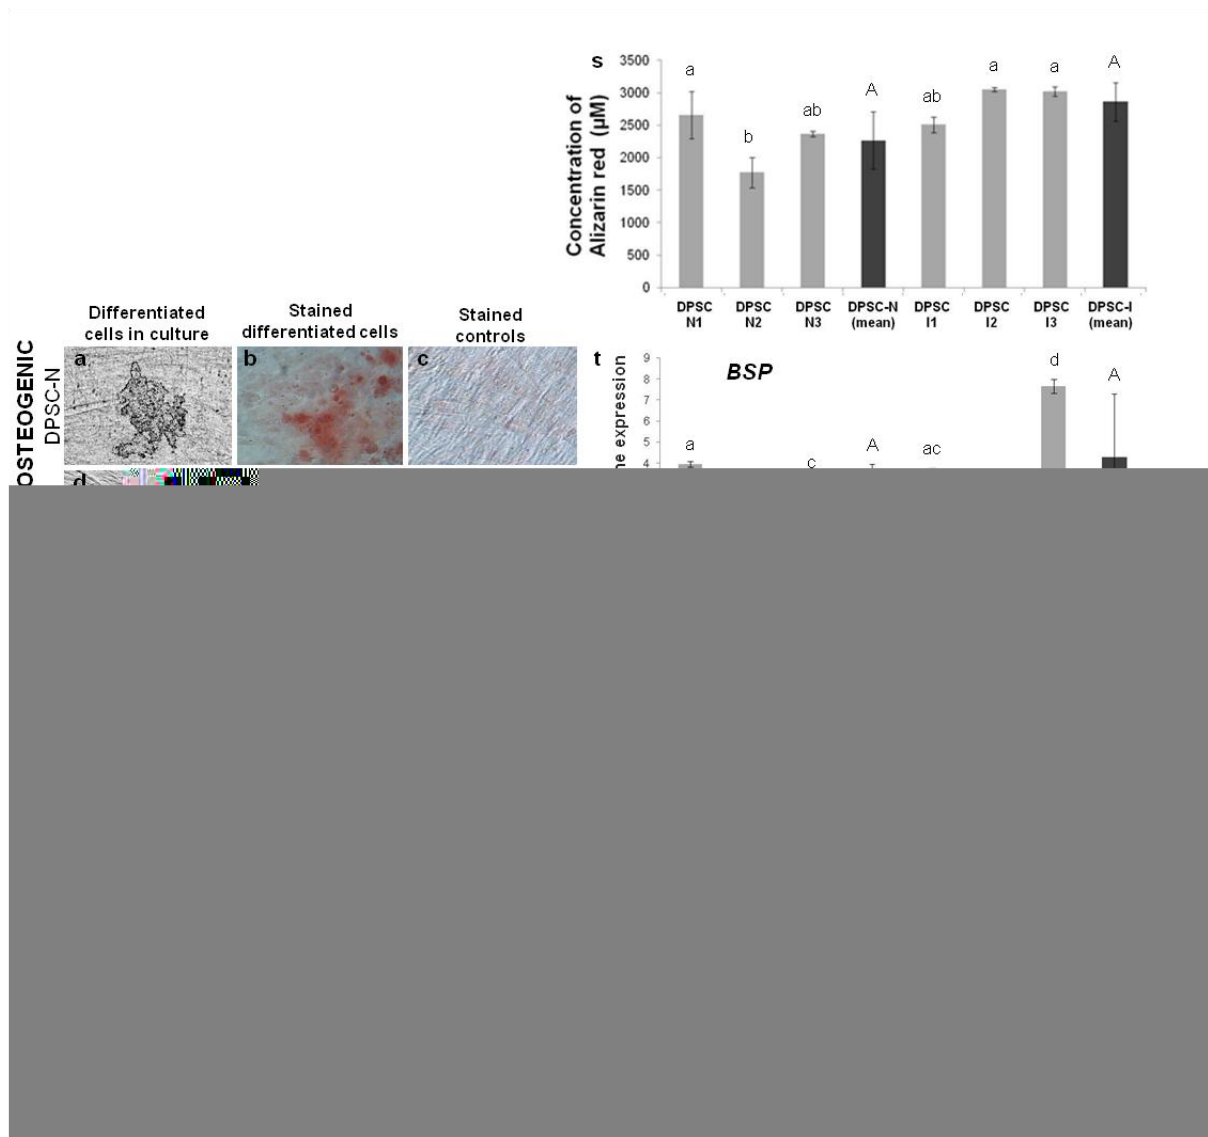 s
3500
3000
2500
2000
1500
1000
500
0
Concentration of
Alizarin red (µM)
a
b
ab
A
ab
a
a
A
DPSC
N1
DPSC
N2
DPSC
N3
DPSC-N
(mean)
DPSC
I1
DPSC
I2
DPSC
I3
DPSC-I
(mean)
Differentiated
cells in culture
Stained
differentiated cells
Stained
controls
OSTEOGENIC
DPSC-N
a
b
c
d
t
BSP
9
8
7
6
5
4
expression
a
c
A
ac
d
A